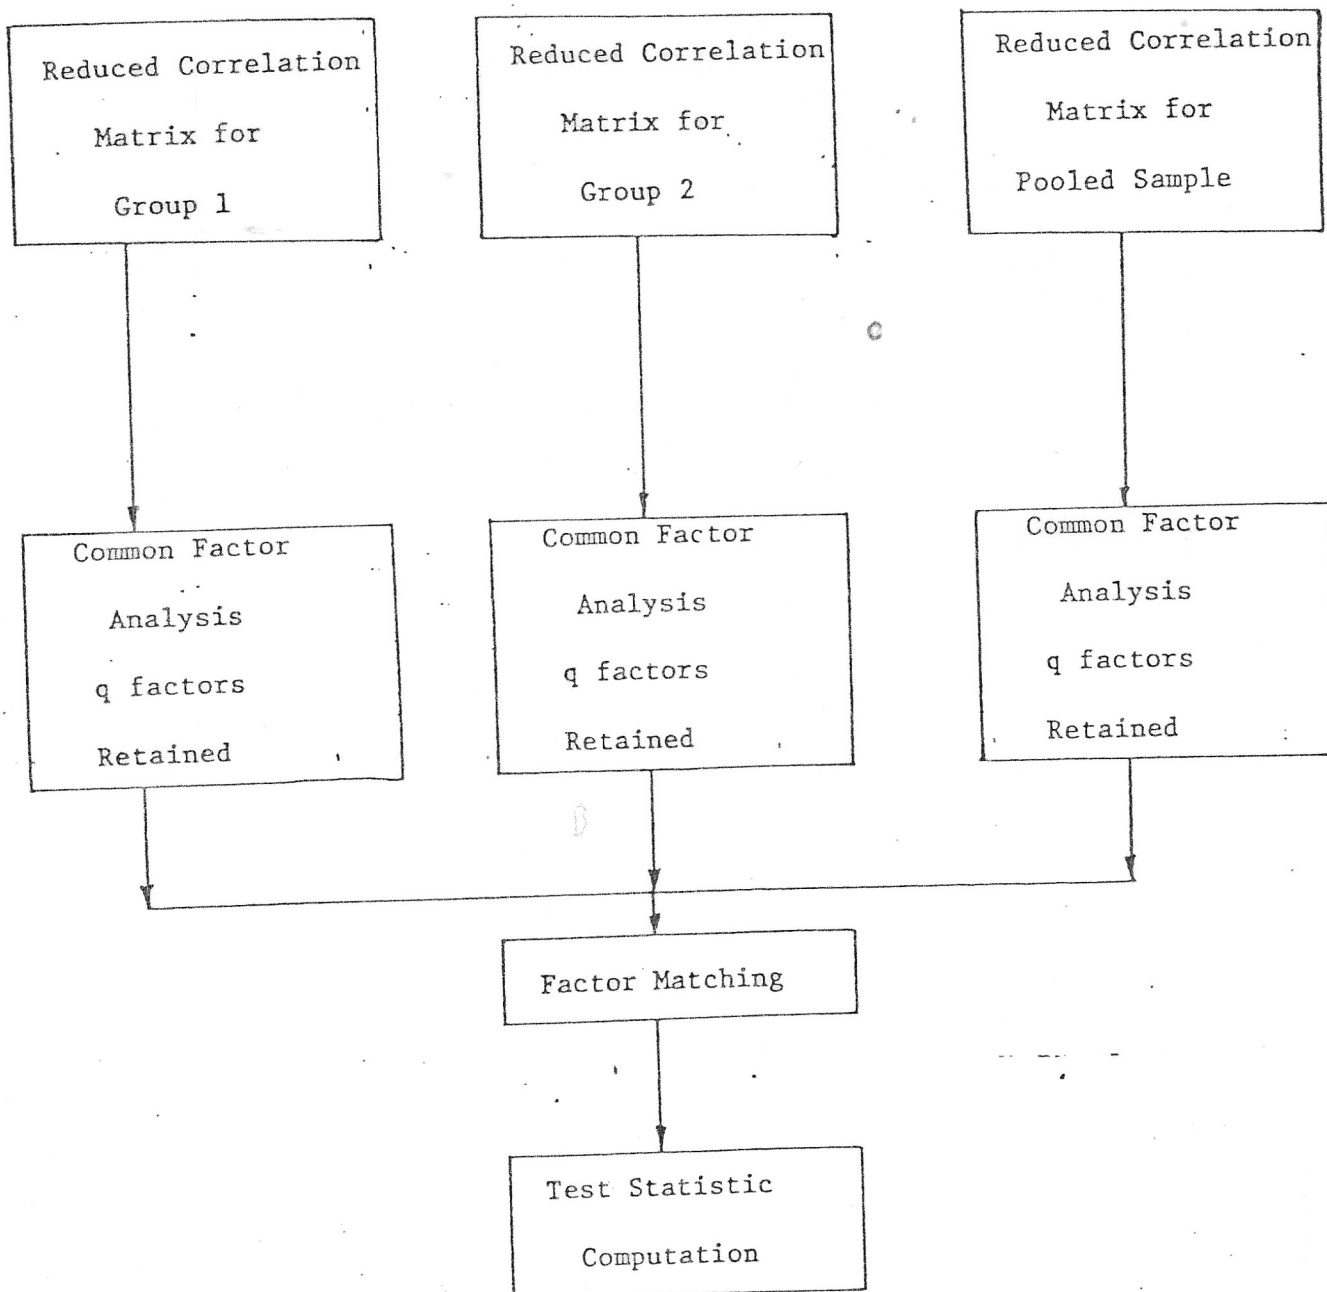 Reduced Correlation
Matrix for
Group 1
Reduced Correlation
Matrix for
Group 2
Reduced Correlation
Matrix for
Pooled Sample
Common Factor
Analysis
q factors
Retained
Common Factor
Analysis
q factors
Retained
Common Factor
Analysis
q factors
Retained
Factor Matching
Test Statistic
Computation